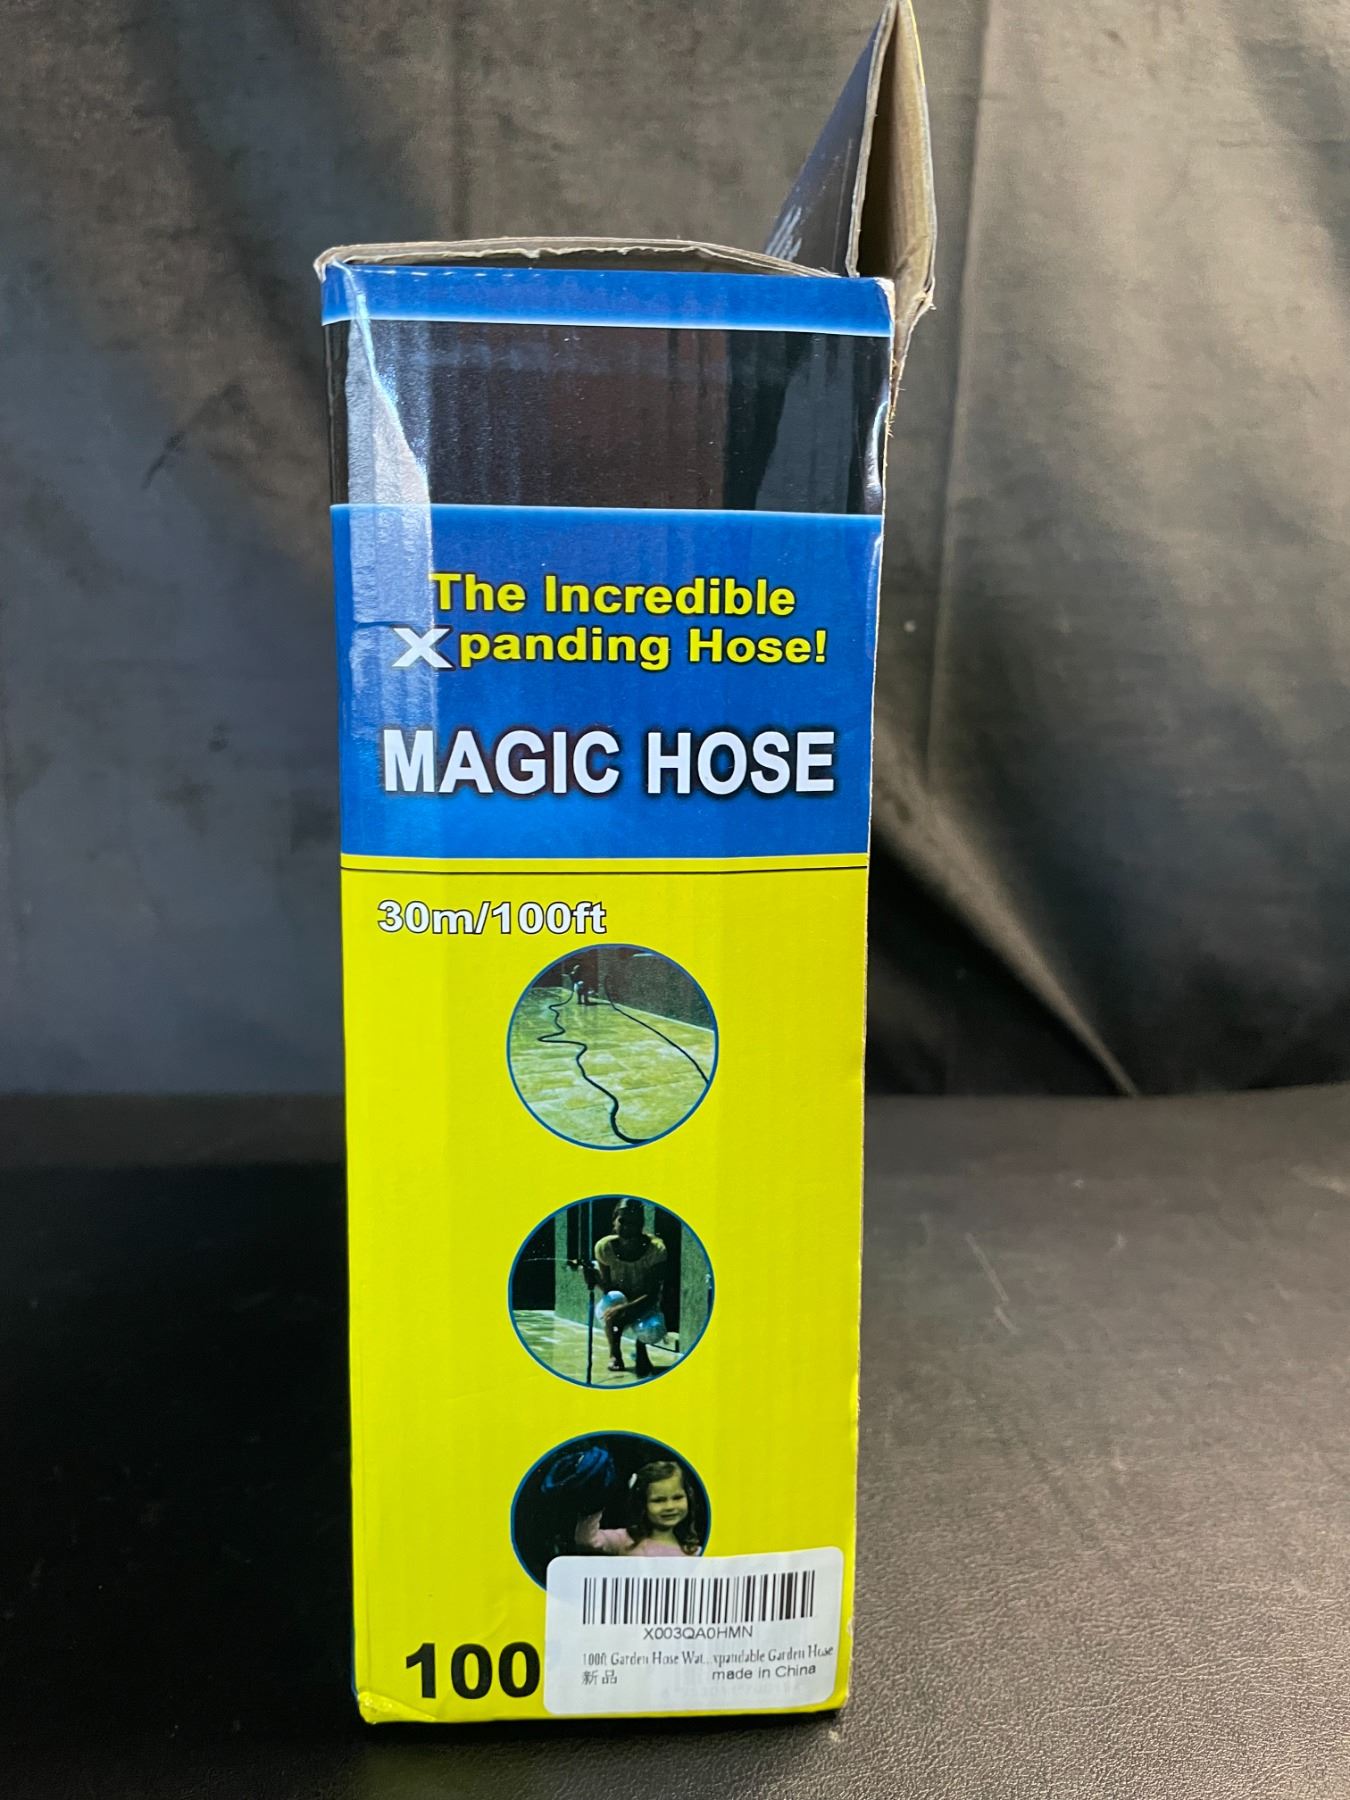 The Incredible
Xpanding Hose!
MAGIC HOSE
30m/100ft
100
X003QA0HMN
100ft Garden Hose Wat... xpandable Garden Hose
新品 made in China